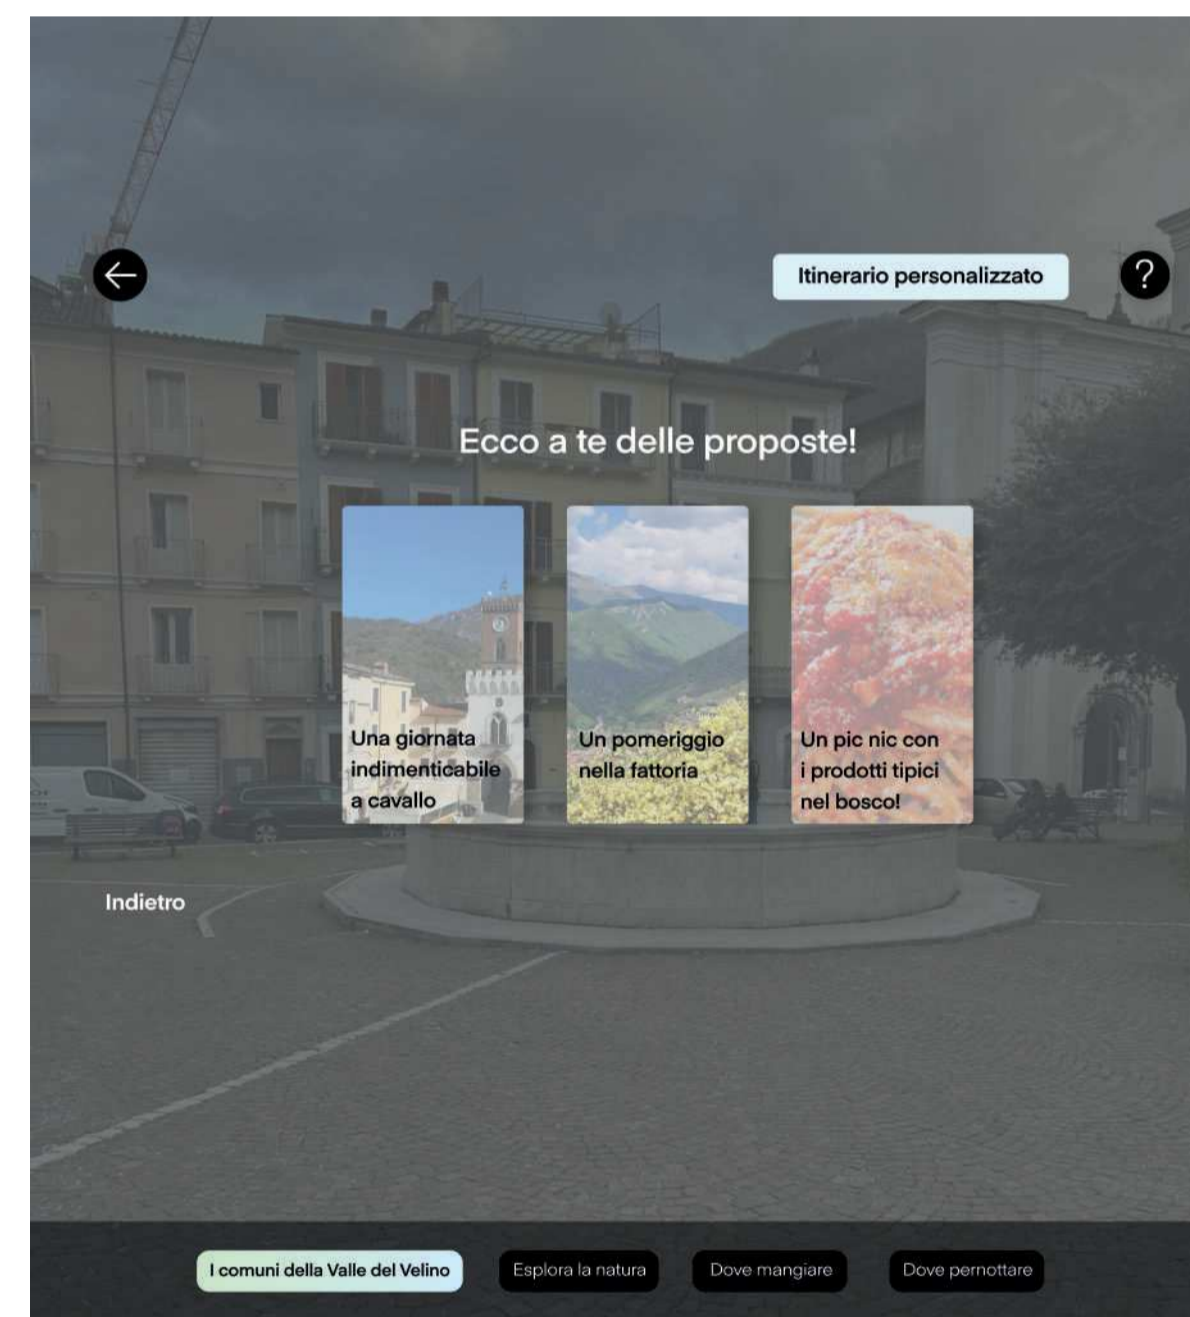 Itinerario personalizzato
?
Ecco a te delle proposte!
Una giornata
indimenticabile
a cavallo
Un pomeriggio
nella fattoria
Un pic nic con
i prodotti tipici
nel bosco!
Indietro
I comuni della Valle del Velino
Esplora la natura
Dove mangiare
Dove pernottare